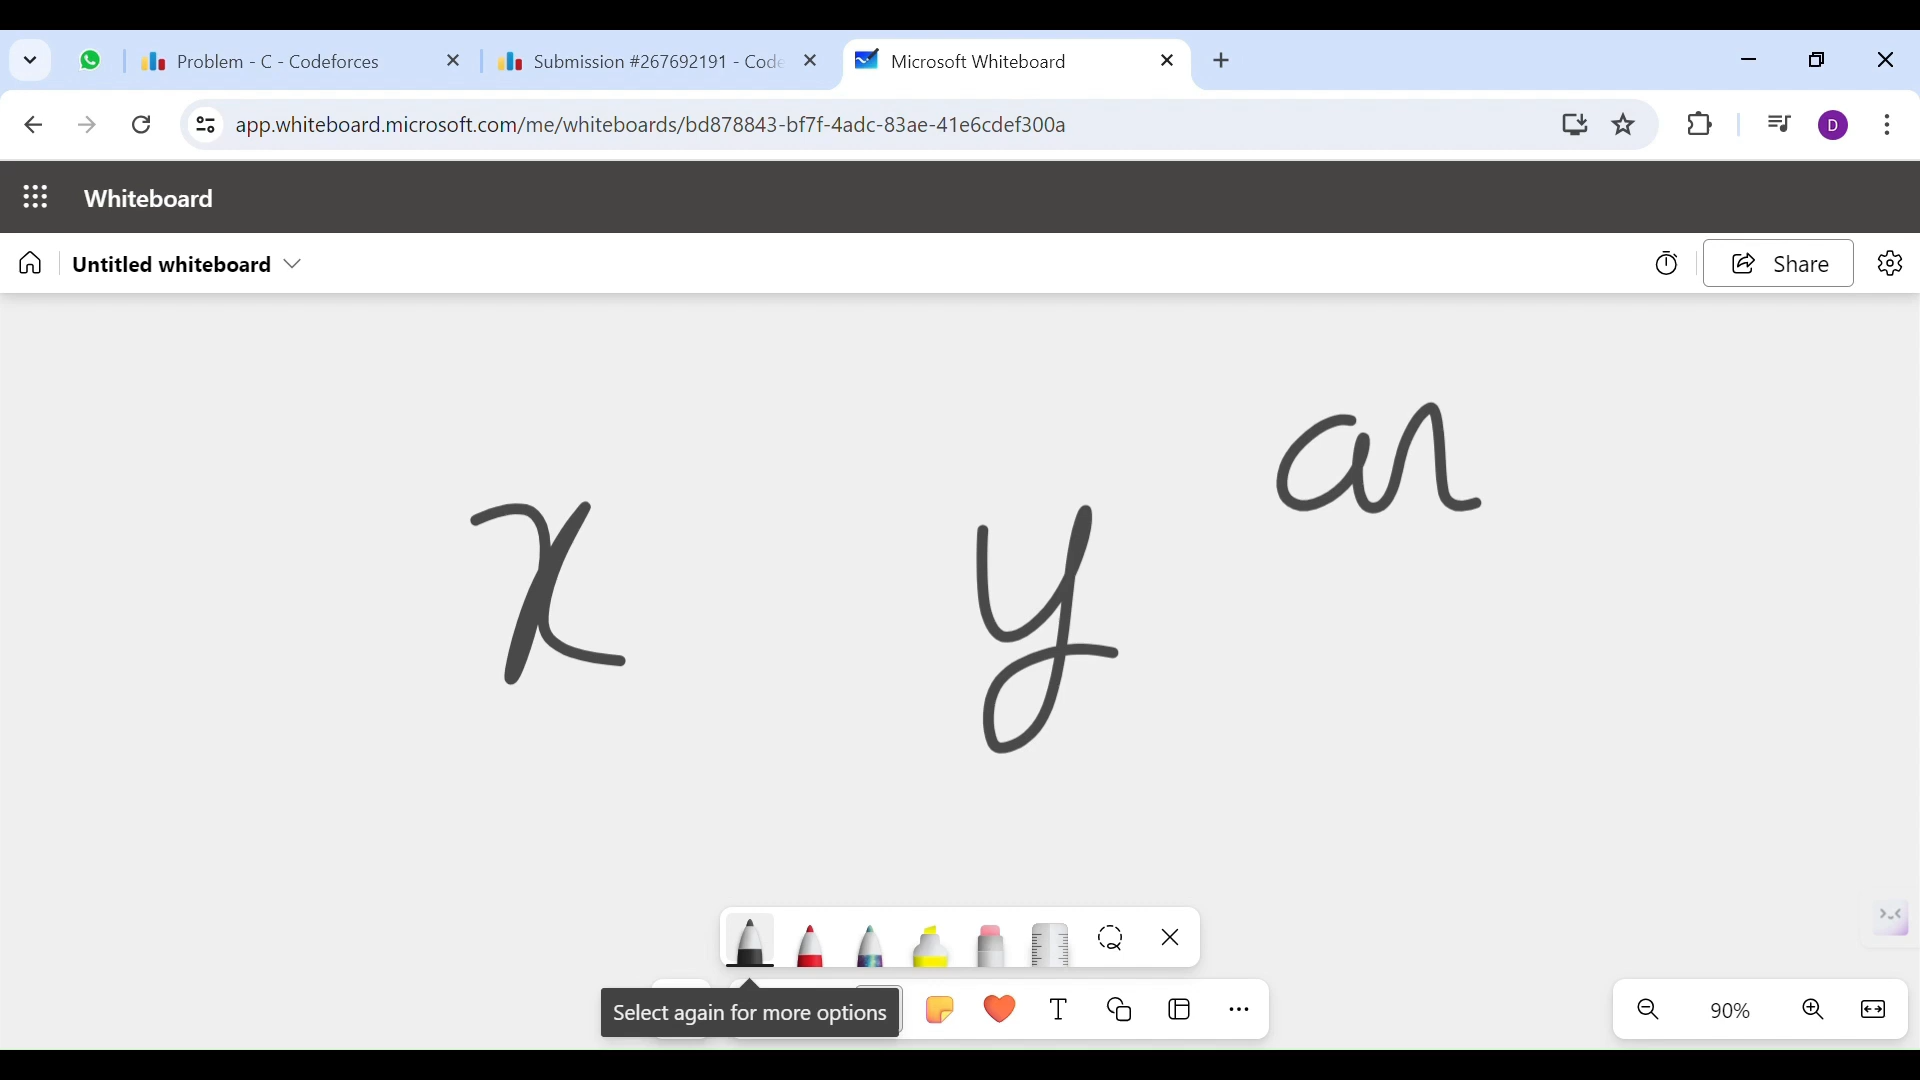 Problem - C - Codeforces
Submission #267692191 - Code
Microsoft Whiteboard
app.whiteboard.microsoft.com/me/whiteboards/bd878843-bf7f-4adc-83ae-41e6cdef300a
D
Whiteboard
Untitled whiteboard
Share
an
x y
Select again for more options
T
90%